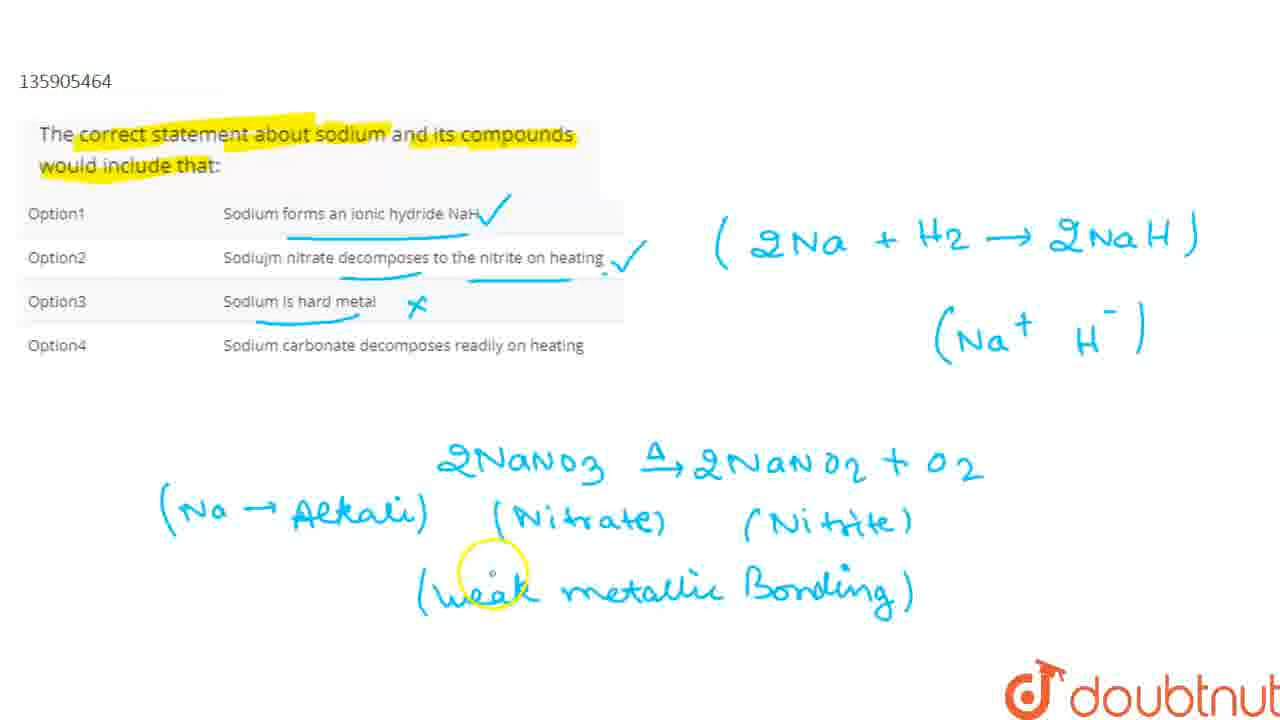 135905464
The correct statement about sodium and its compounds
would include that:
Option1 Sodium forms an ionic hydride NaH
Option2 Sodiujm nitrate decomposes to the nitrite on heating
Option3 Sodium is hard metal
Option4 Sodium carbonate decomposes readily on heating
(2Na + H2 → 2NaH)
(Na+ H-)
2NaNO3 Δ→ 2NaNO2 + O2
(Na → Alkali) (Nitrate) (Nitrite)
(weak metallic Bonding)
doubtnut